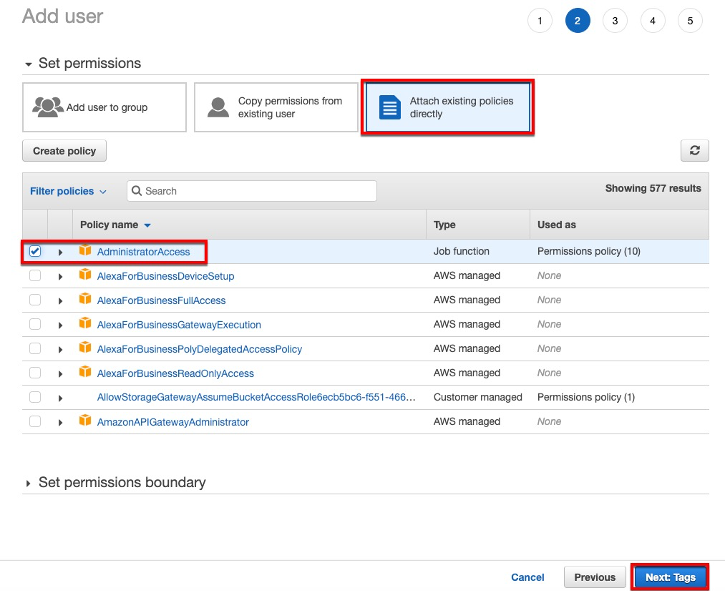 Add user
1 2 3 4 5
Set permissions
Add user to group
Copy permissions from
existing user
Attach existing policies
directly
Create policy
Filter policies
Search
Showing 577 results
Policy name Type Used as
AdministratorAccess Job function Permissions policy (10)
AlexaForBusinessDeviceSetup AWS managed None
AlexaForBusinessFullAccess AWS managed None
AlexaForBusinessGatewayExecution AWS managed None
AlexaForBusinessPolyDelegatedAccessPolicy AWS managed None
AlexaForBusinessReadOnlyAccess AWS managed None
AllowStorageGatewayAssumeBucketAccessRole6ecb5bc6-f551-466... Customer managed Permissions policy (1)
AmazonAPIGatewayAdministrator AWS managed None
Set permissions boundary
Cancel Previous Next: Tags